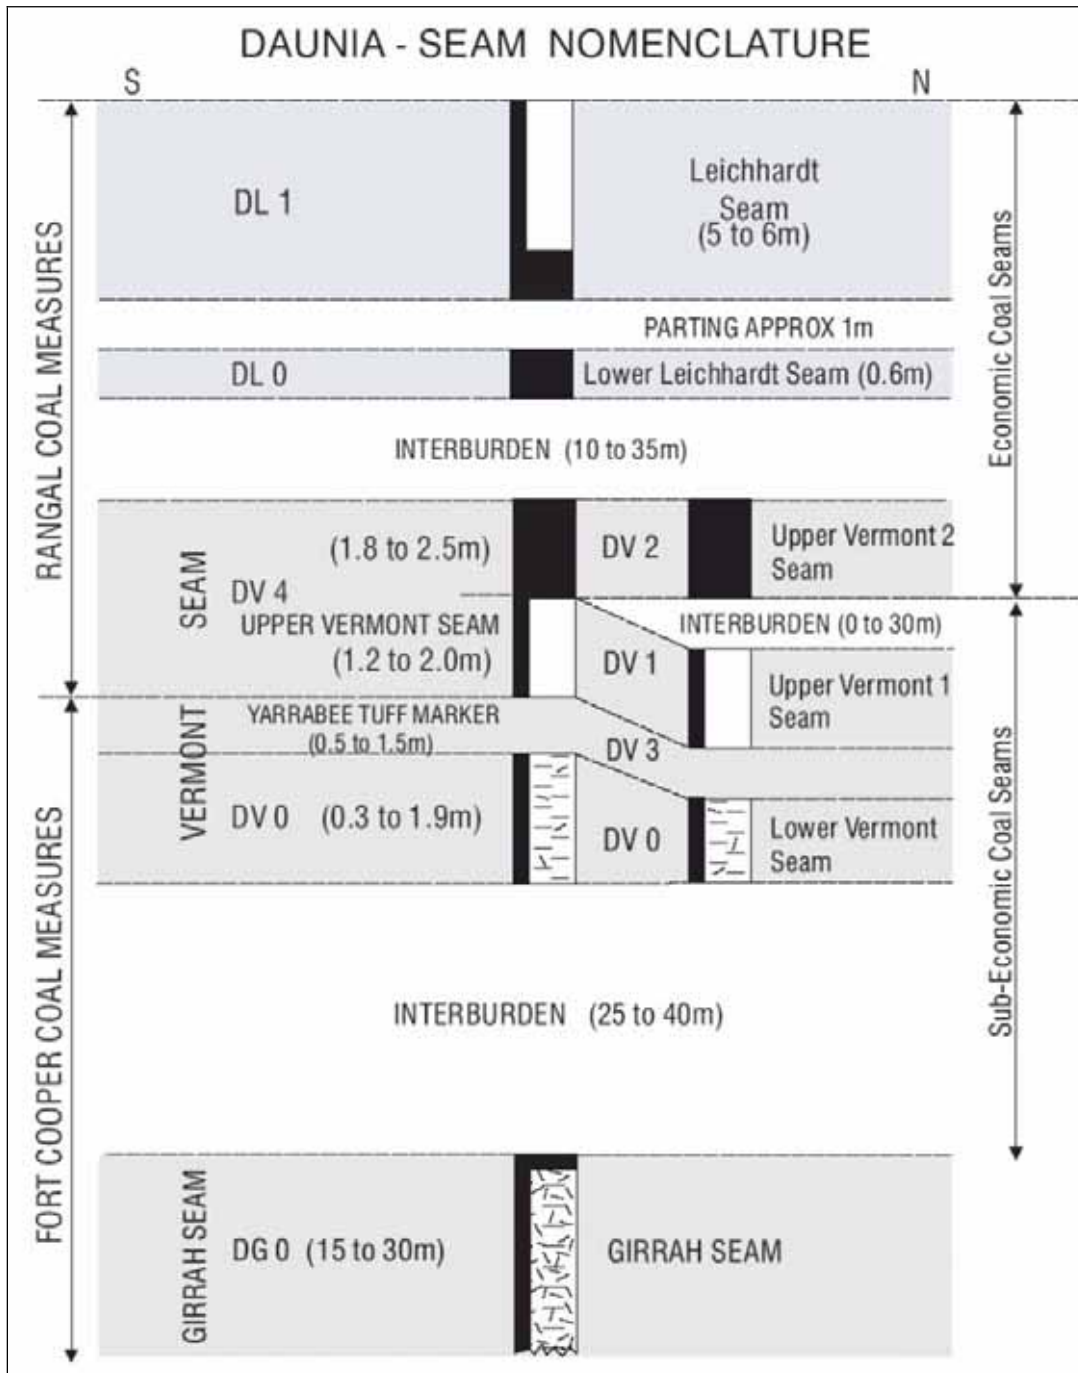 DAUNIA - SEAM NOMENCLATURE
S
N
RANGAL COAL MEASURES
Economic Coal Seams
DL 1
Leichhardt
Seam
(5 to 6m)
PARTING APPROX 1m
DL 0
Lower Leichhardt Seam (0.6m)
INTERBURDEN (10 to 35m)
VERMONT SEAM
(1.8 to 2.5m)
DV 4
UPPER VERMONT SEAM
(1.2 to 2.0m)
DV 2
Upper Vermont 2
Seam
INTERBURDEN (0 to 30m)
DV 1
Upper Vermont 1
Seam
FORT COOPER COAL MEASURES
Sub-Economic Coal Seams
YARRABEE TUFF MARKER
(0.5 to 1.5m)
DV 3
DV 0 (0.3 to 1.9m)
DV 0
Lower Vermont
Seam
INTERBURDEN (25 to 40m)
GIRRAH SEAM
DG 0 (15 to 30m)
GIRRAH SEAM